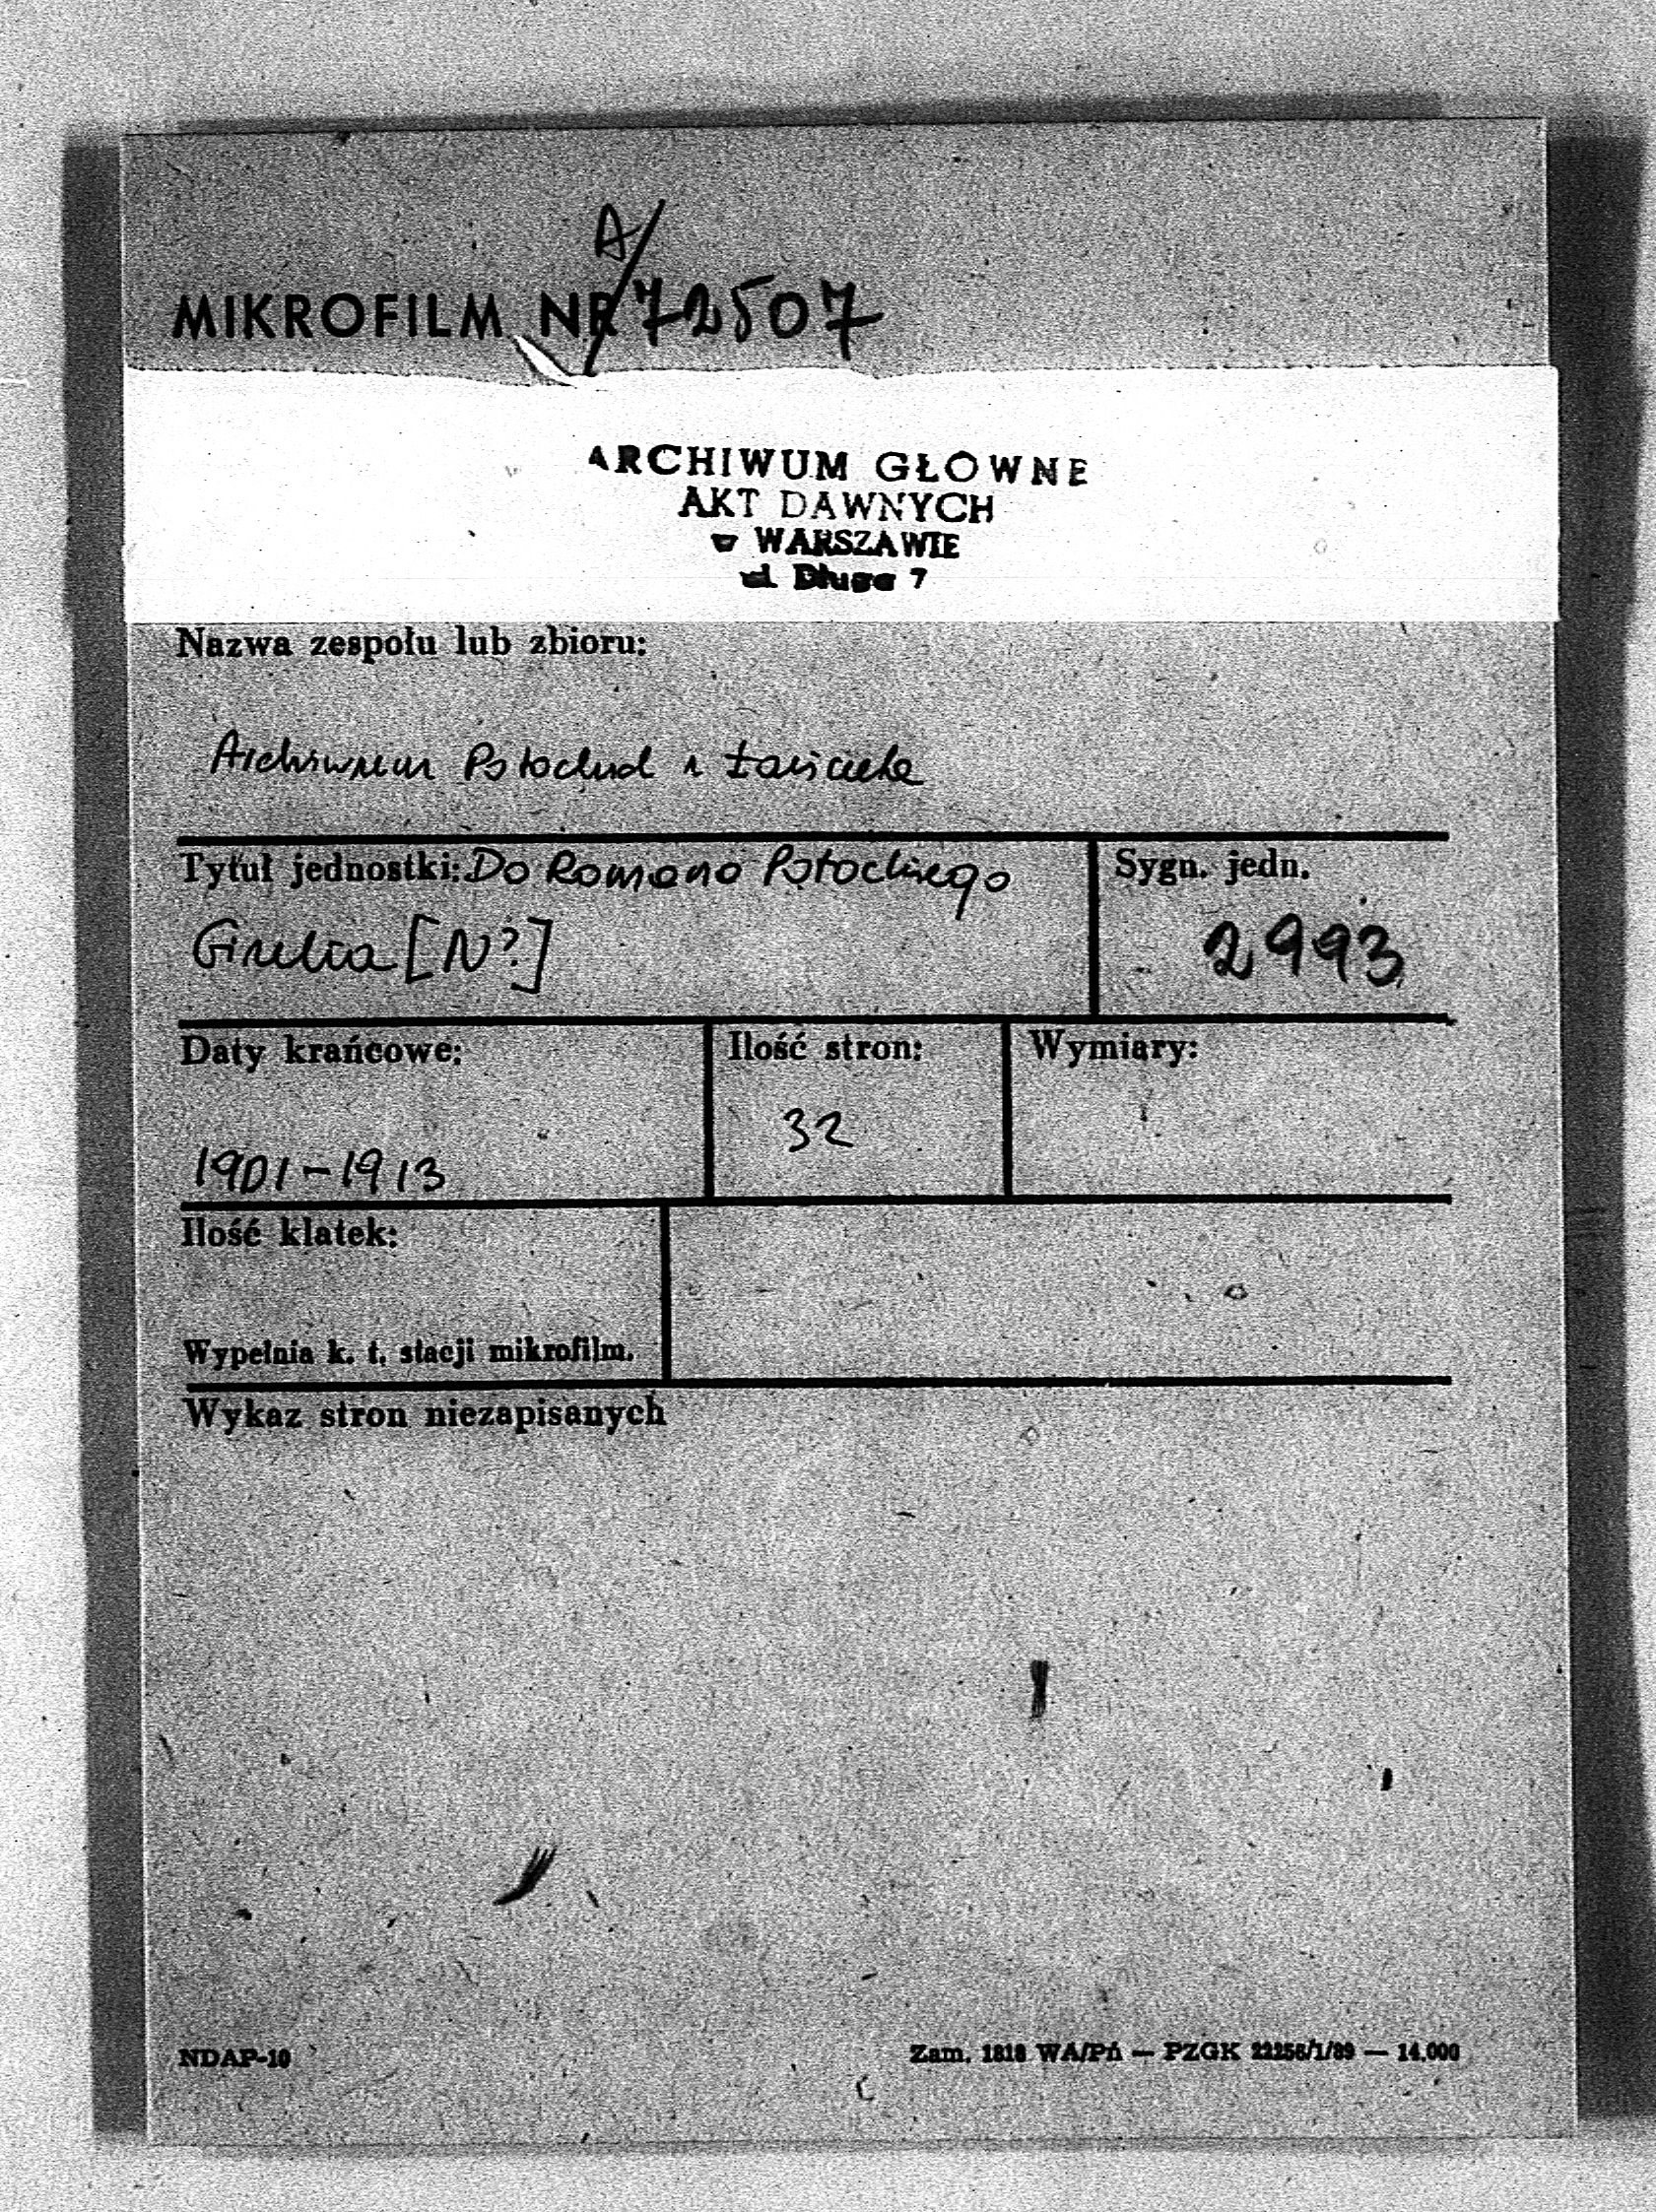 A/
MIKROFILM NR 72507
ARCHIWUM GŁOWNE
AKT DAWNYCH
w WARSZAWIE
ul. Długa 7
Nazwa zespołu lub zbioru:
Archiwum Potockich z Łańcuta
Tytuł jednostki: Do Romana Potockiego
Sygn. jedn.
Gizelia [N?]
2993
Daty krańcowe:
Ilość stron:
Wymiary:
32
1901-1913
Ilość klatek:
Wypełnia k. t. stacji mikrofilm.
Wykaz stron niezapisanych
NDAP-10
Zam. 1818 WA/Pń — PZGK 22258/1/89 — 14.000